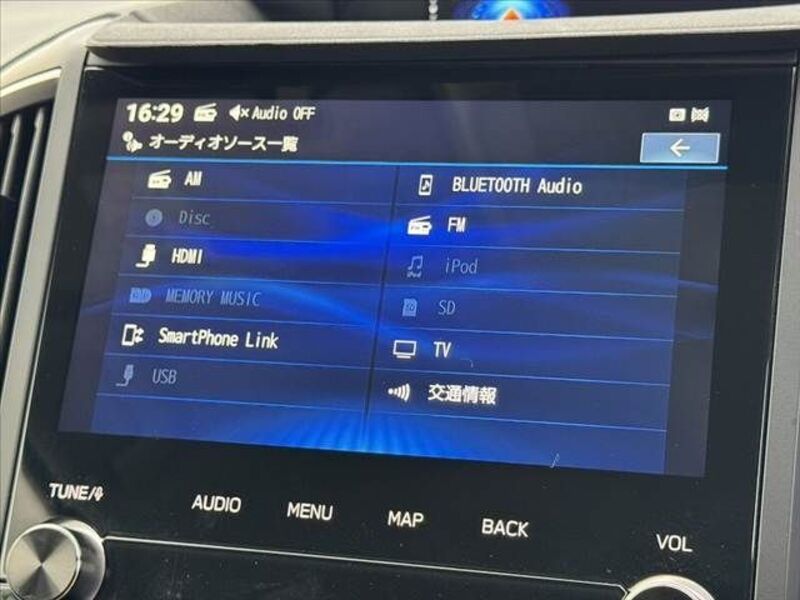 16:29 Audio OFF
オーディオソース一覧
AM
BLUETOOTH Audio
Disc
FM
HDMI
iPod
MEMORY MUSIC
SD
SmartPhone Link
TV
USB
交通情報
TUNE/
AUDIO
MENU
MAP
BACK
VOL